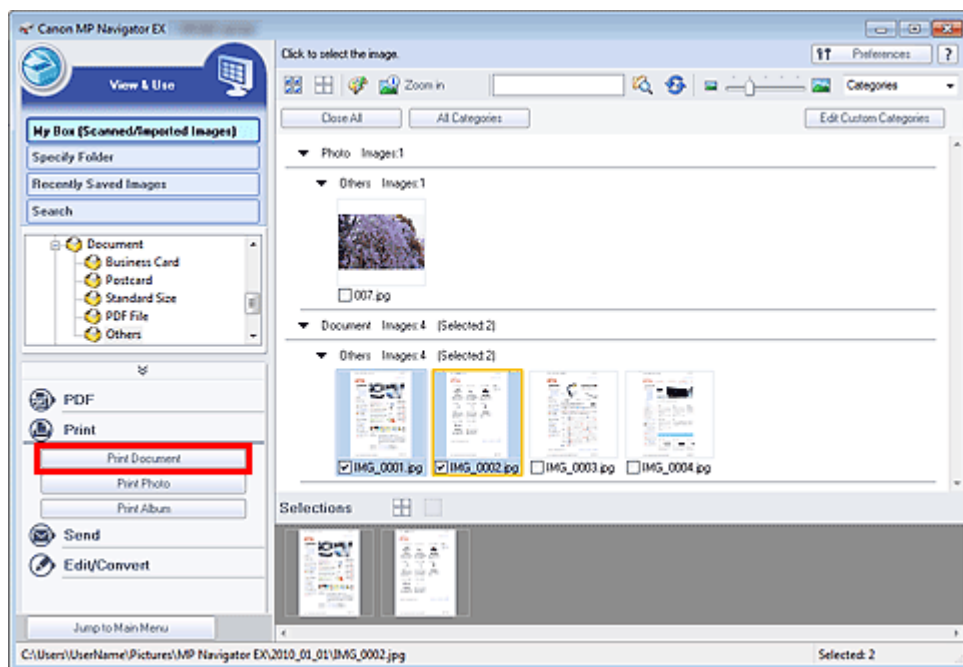 Canon MP Navigator EX
View & Use
My Box (Scanned/Imported Images)
Specify Folder
Recently Saved Images
Search
Document
Business Card
Postcard
Standard Size
PDF File
Others
PDF
Print
Print Document
Print Photo
Print Album
Send
Edit/Convert
Jump to Main Menu
Click to select the image.
Preferences
?
Zoom in
Categories
Close All
All Categories
Edit Custom Categories
Photo Images:1
Others Images:1
007.jpg
Document Images:4 (Selected:2)
Others Images:4 (Selected:2)
IMG_0001.jpg IMG_0002.jpg IMG_0003.jpg IMG_0004.jpg
Selections
C:\Users\UserName\Pictures\MP Navigator EX\2010_01_01\IMG_0002.jpg
Selected: 2